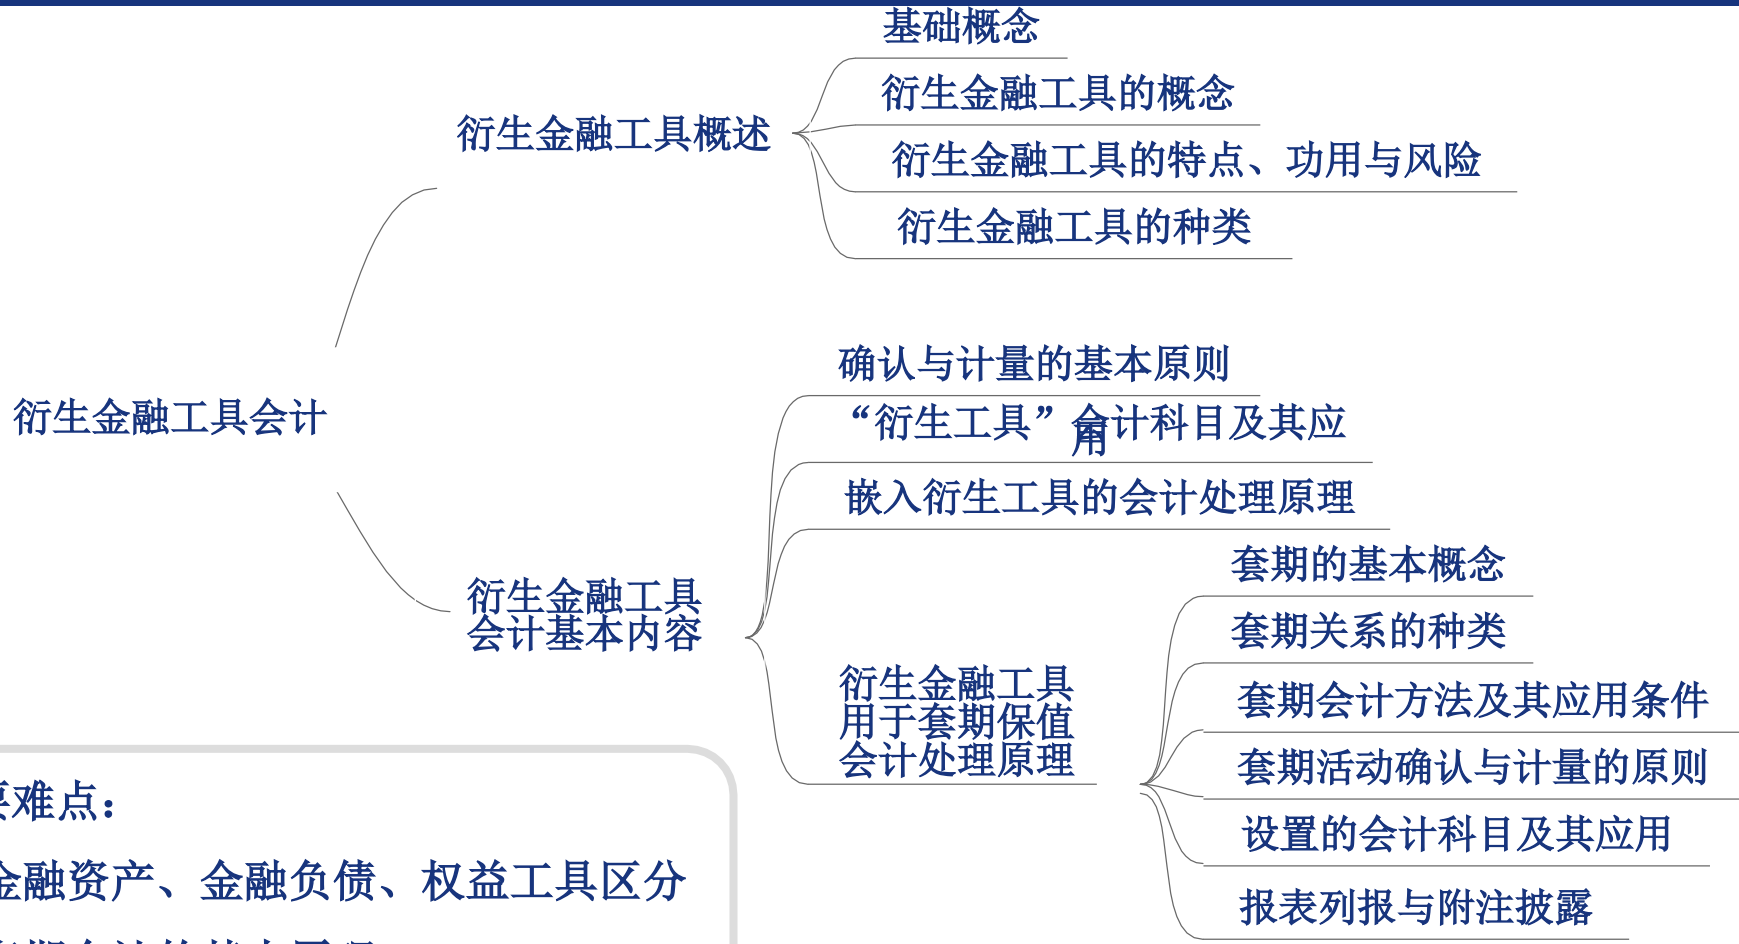 基础概念
衍生金融工具的概念
衍生金融工具概述
衍生金融工具的特点、功用与风险
衍生金融工具的种类
衍生金融工具会计
确认与计量的基本原则
“衍生工具”会计科目及其应
用
嵌入衍生工具的会计处理原理
衍生金融工具
会计基本内容
衍生金融工具
用于套期保值
会计处理原理
套期的基本概念
套期关系的种类
套期会计方法及其应用条件
套期活动确认与计量的原则
设置的会计科目及其应用
报表列报与附注披露
要难点：
金融资产、金融负债、权益工具区分